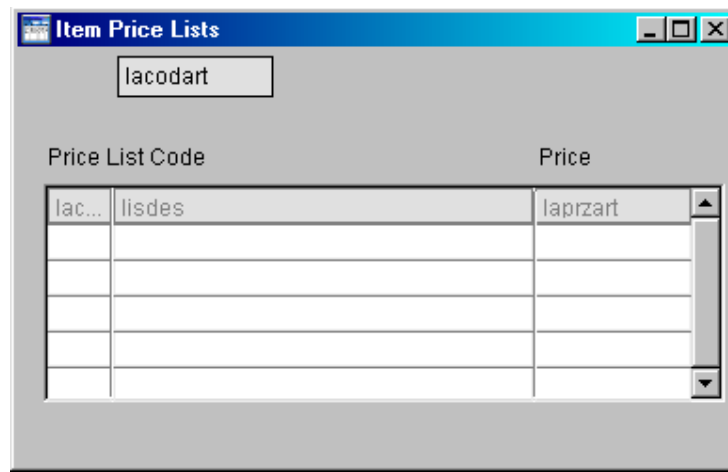 Item Price Lists
lacodart
Price List Code Price
lac... lisdes laprzart